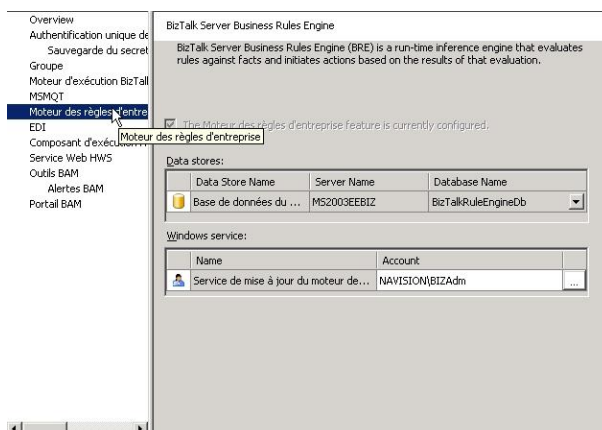 Overview
Authentification unique de
Sauvegarde du secret
Groupe
Moteur d'exécution BizTall
MSMQT
Moteur des règles d'entre
EDI
Composant d'exécution
Service Web HWS
Outils BAM
Alertes BAM
Portail BAM
Moteur des règles d'entreprise
BizTalk Server Business Rules Engine
BizTalk Server Business Rules Engine (BRE) is a run-time inference engine that evaluates
rules against facts and initiates actions based on the results of that evaluation.
The Moteur des règles d'entreprise feature is currently configured.
Data stores:
Data Store Name Server Name Database Name
Base de données du ... MS2003EEBIZ BizTalkRuleEngineDb
Windows service:
Name Account
Service de mise à jour du moteur de... NAVISION\BIZAdm ...